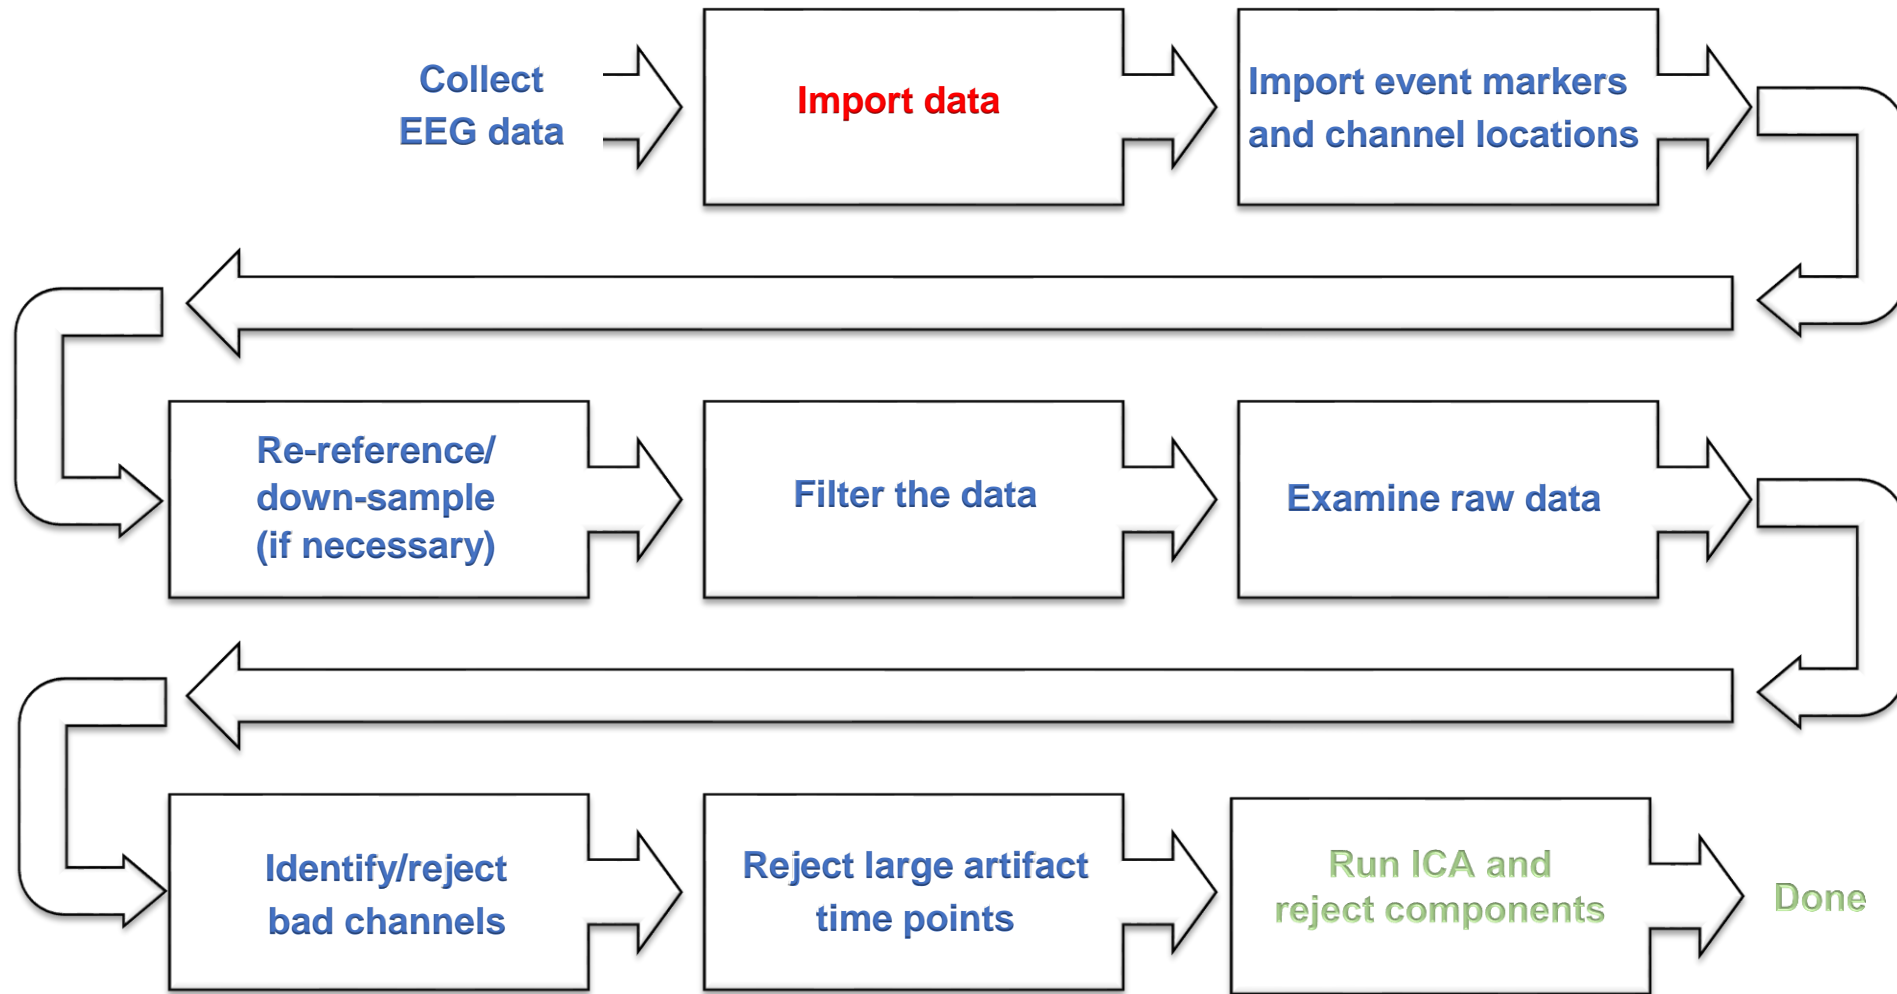 Collect
EEG data
Import data
Import event markers
and channel locations
Re-reference/
down-sample
(if necessary)
Filter the data
Examine raw data
Identify/reject
bad channels
Reject large artifact
time points
Run ICA and
reject components
Done